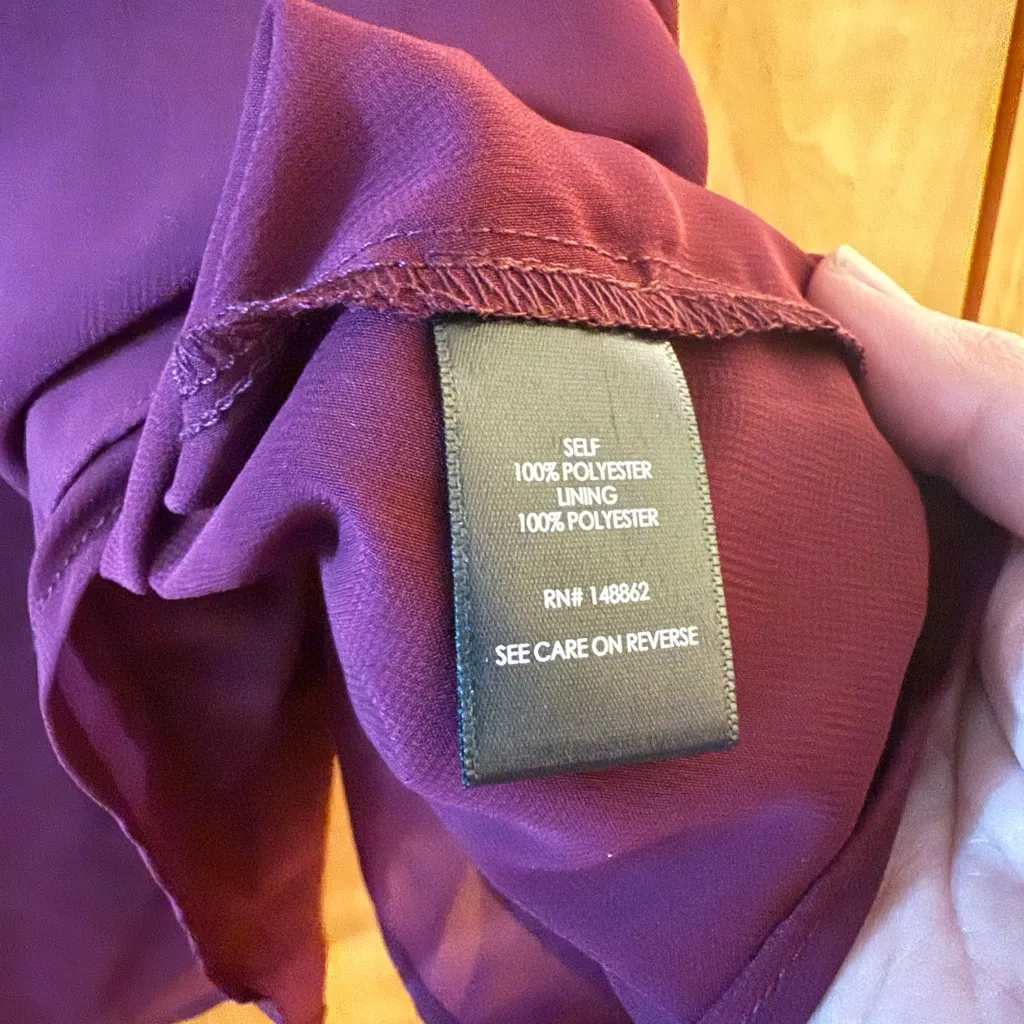 SELF
100% POLYESTER
LINING
100% POLYESTER
RN# 148862
SEE CARE ON REVERSE